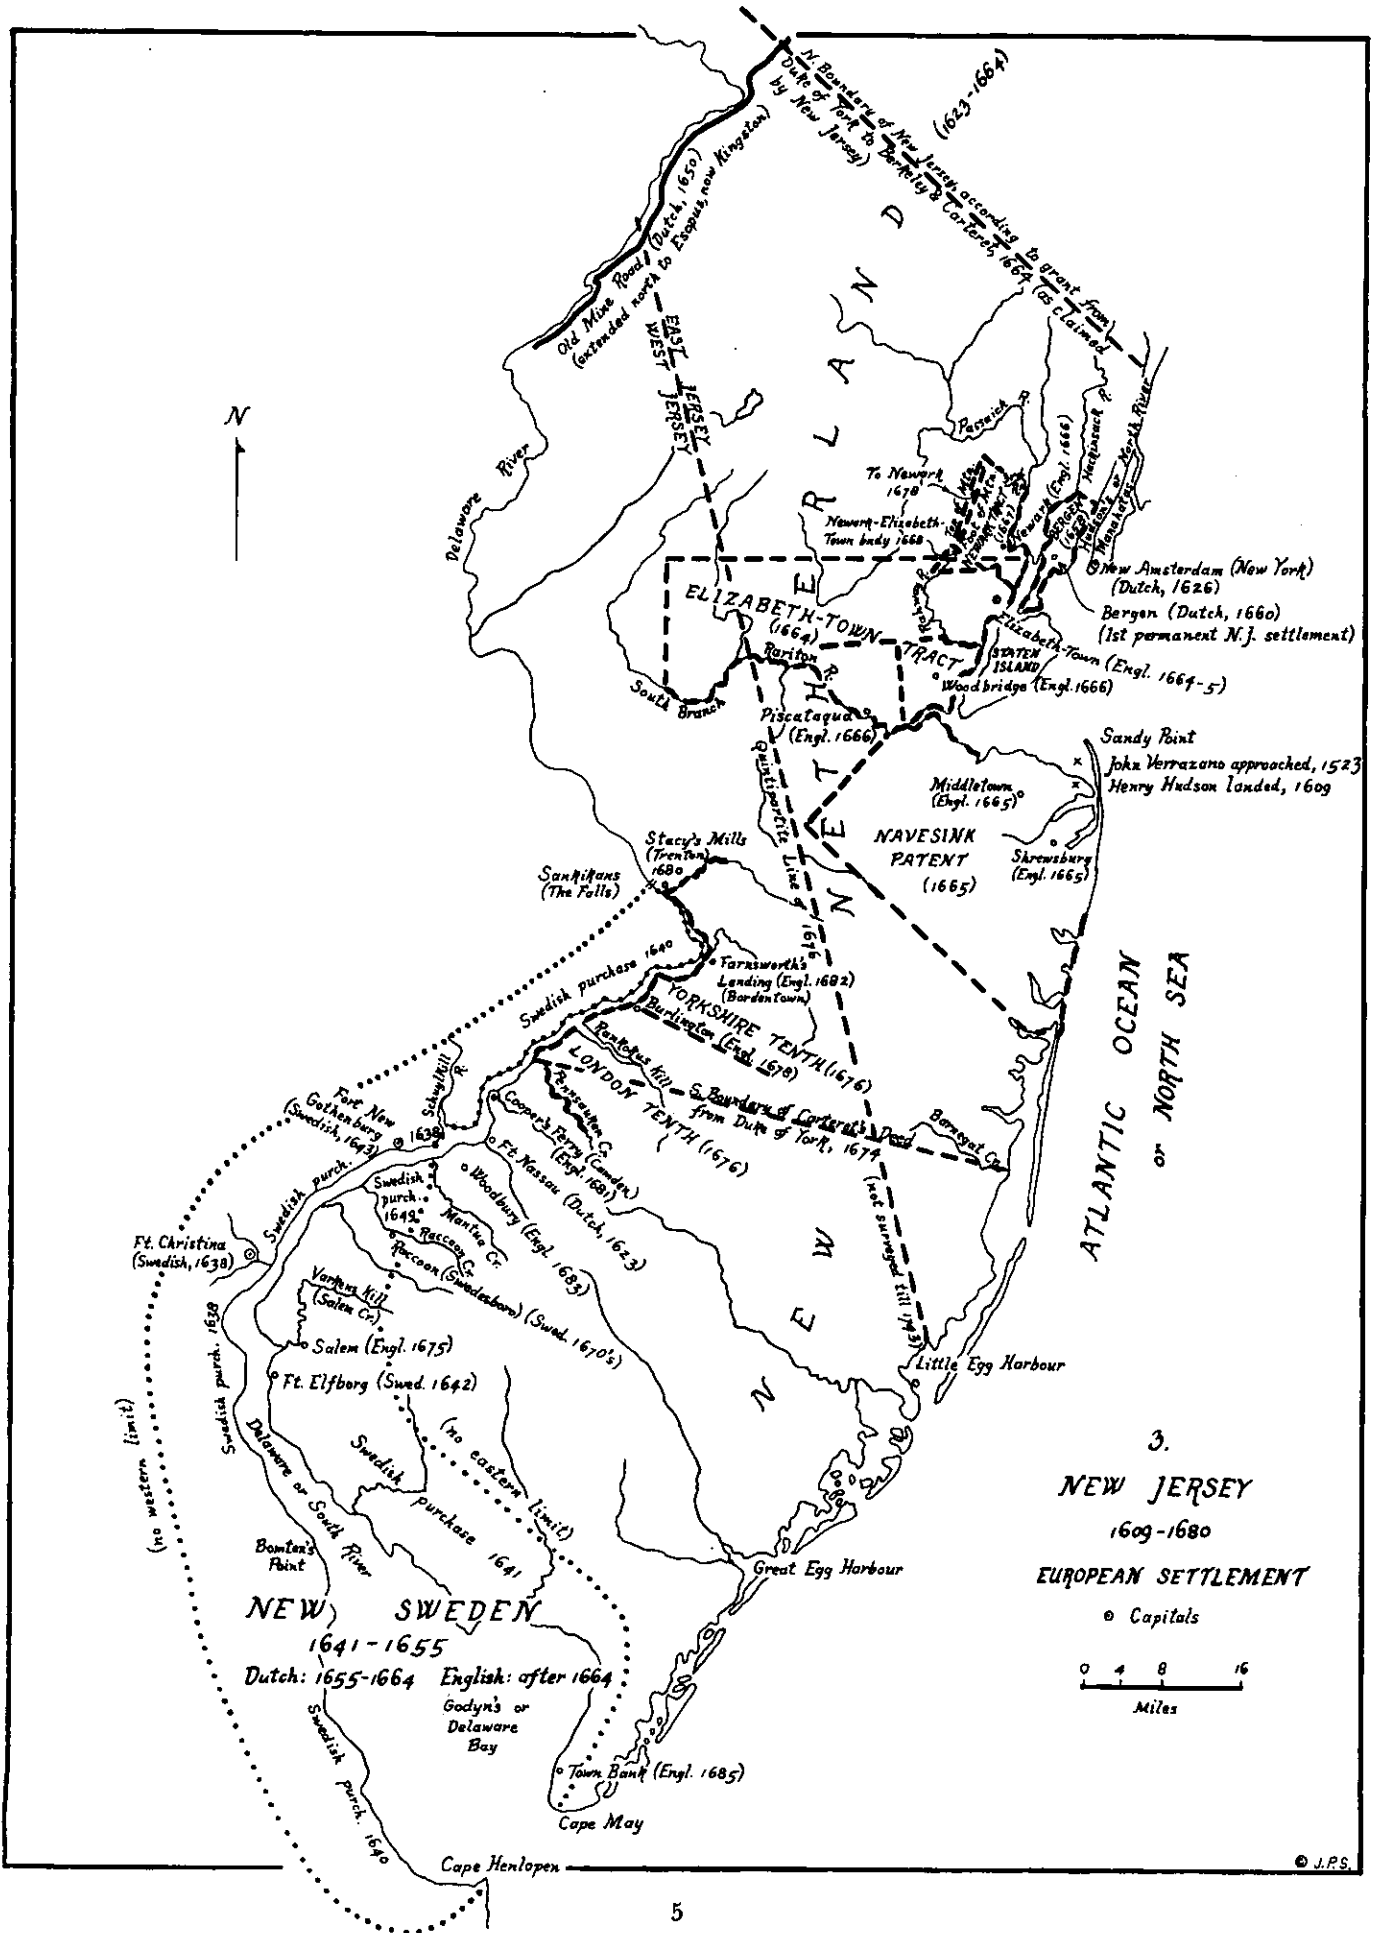 N. Boundary of New Jersey, according to grant from
Duke of York to Berkeley & Carteret, 1664 (as claimed
by New Jersey)
(1623-1664)
Old Mine Road (Dutch, 1650)
(extended north to Esopus, now Kingston)
NEW NETHERLAND
EAST JERSEY
WEST JERSEY
N
Delaware River
Passaick R.
Hackinsack R.
Hudson's or North River
Manahatas
To Newark
1678
Top of Mtn.
Foot of Mtn.
NEWARK TRACT
(1667)
Newark (Engl. 1666)
BERGEN
(1658)
Newark-Elizabeth-
Town bndy 1668
New Amsterdam (New York)
(Dutch, 1626)
Bergen (Dutch, 1660)
(1st permanent N.J. settlement)
ELIZABETH-TOWN TRACT
(1664)
Rahway R.
Elizabeth-Town (Engl. 1664-5)
STATEN
ISLAND
Rariton R.
South Branch
Woodbridge (Engl. 1666)
Piscataqua
(Engl. 1666)
Sandy Point
John Verrazano approached, 1523
Henry Hudson landed, 1609
Quintipartite Line of 1676
Middletown
(Engl. 1665)
NAVESINK
PATENT
(1665)
Shrewsbury
(Engl. 1665)
Stacy's Mills
(Trenton)
1680
Sankikans
(The Falls)
Swedish purchase 1640
Farnsworth's
Landing (Engl. 1682)
(Bordentown)
YORKSHIRE TENTH (1676)
Burlington (Engl. 1678)
Rankokus Kill
LONDON TENTH (1676)
S. Boundary of Carteret's Deed
from Duke of York, 1674
Barnegat Cr.
(not surveyed till 1743)
ATLANTIC OCEAN
or NORTH SEA
Pennsauken Cr.
Cooper's Ferry (Camden)
(Engl. 1681)
Schuylkill R.
Fort New
Gothenburg
(Swedish, 1643)
1638
Ft. Nassau (Dutch, 1623)
Woodbury (Engl. 1683)
Swedish purch.
Swedish
purch.
1649
Mantua Cr.
Raccoon Cr.
Raccoon (Swedesboro) (Swed. 1670's)
Ft. Christina
(Swedish, 1638)
Varkens Kill
(Salem Cr.)
Salem (Engl. 1675)
Ft. Elfborg (Swed. 1642)
Swedish purch. 1638
(no western limit)
Delaware or South River
Swedish purchase 1641
(no eastern limit)
Little Egg Harbour
Great Egg Harbour
Bomten's
Point
NEW SWEDEN
1641-1655
Dutch: 1655-1664 English: after 1664
Godyn's or
Delaware
Bay
Swedish purch. 1640
Town Bank (Engl. 1685)
Cape May
Cape Henlopen
3.
NEW JERSEY
1609-1680
EUROPEAN SETTLEMENT
Capitals
0 4 8 16
Miles
© J.P.S.
5